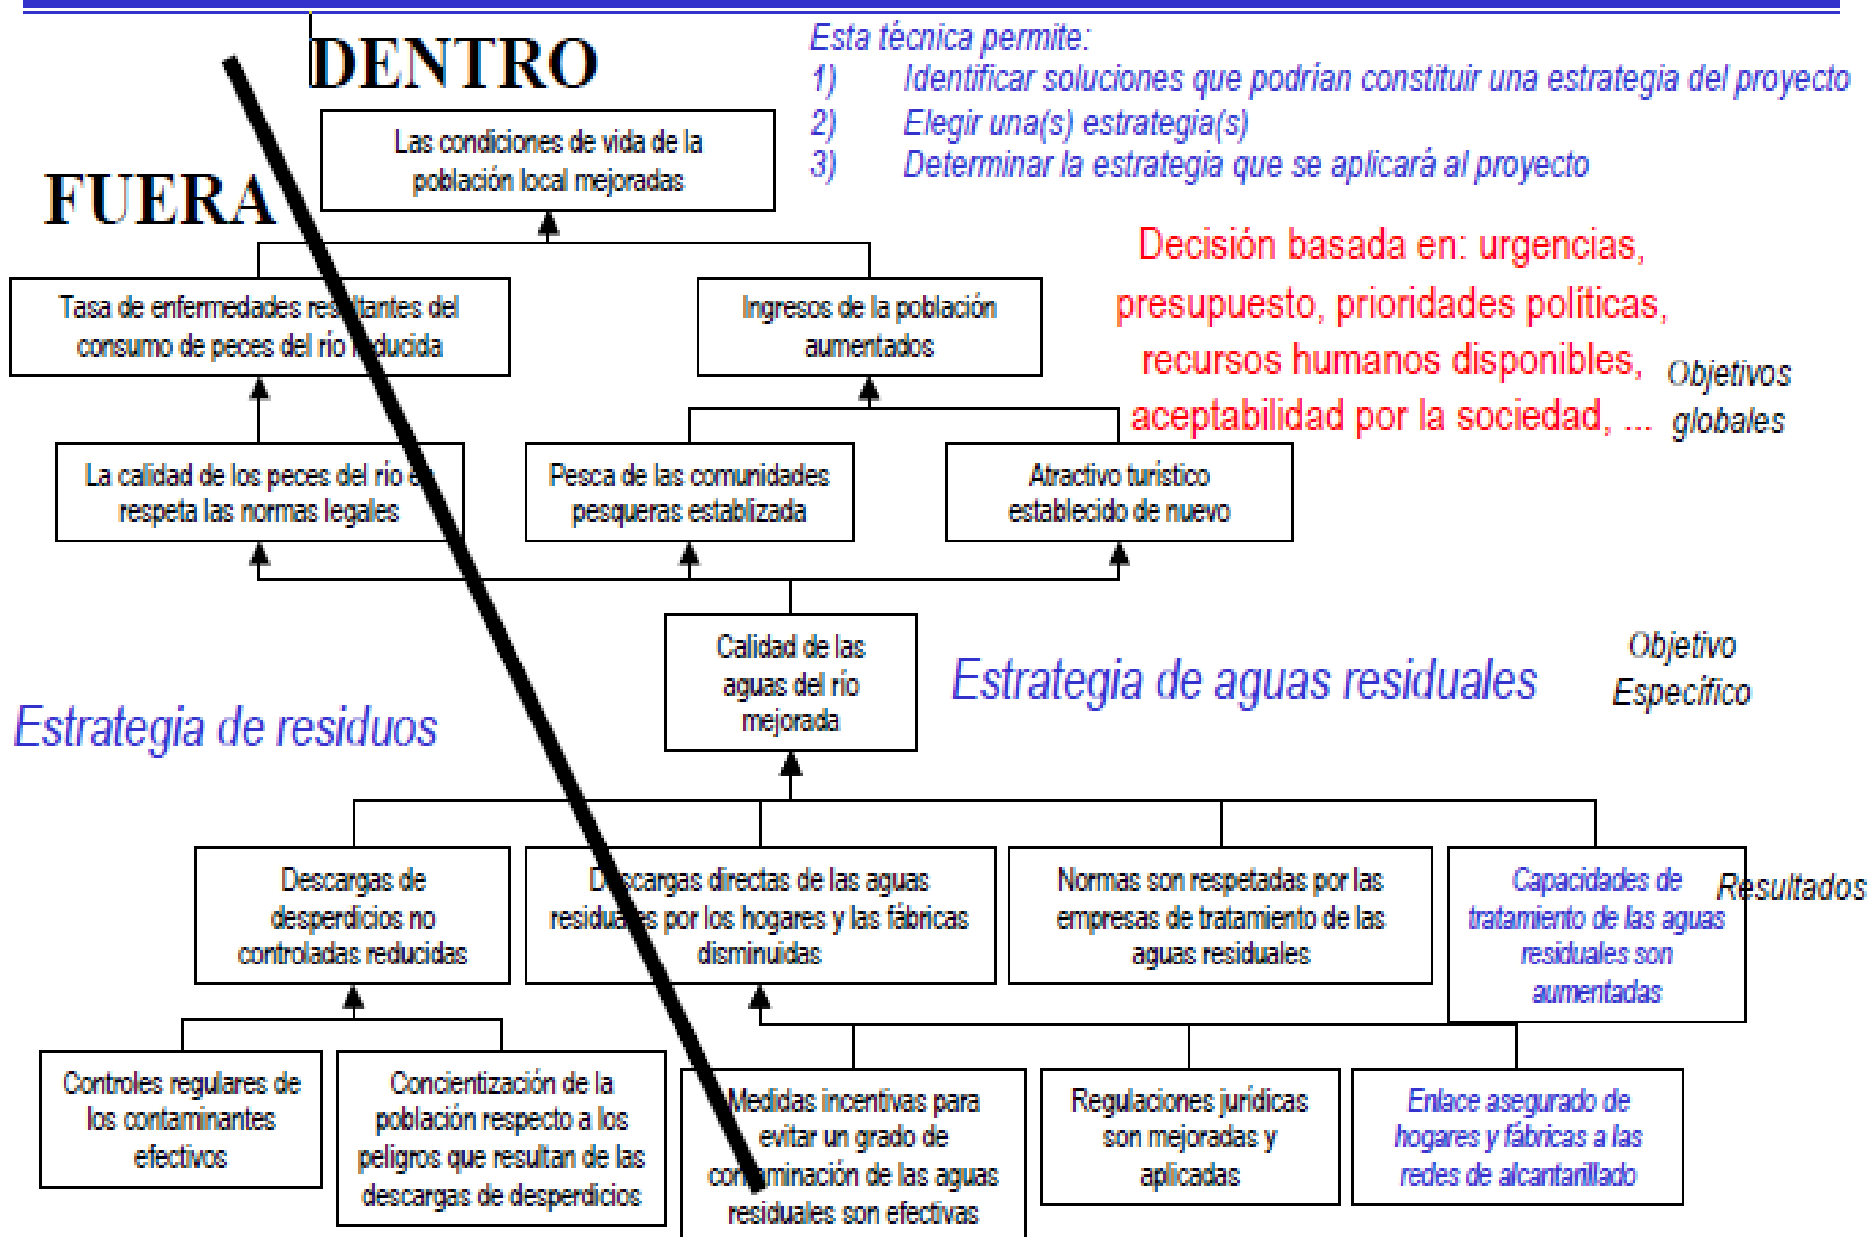 DENTRO
Esta técnica permite:
1) Identificar soluciones que podrían constituir una estrategia del proyecto
2) Elegir una(s) estrategia(s)
3) Determinar la estrategia que se aplicará al proyecto
Las condiciones de vida de la
población local mejoradas
FUERA
Decisión basada en: urgencias,
presupuesto, prioridades políticas,
recursos humanos disponibles,
aceptabilidad por la sociedad, ...
Objetivos
globales
Tasa de enfermedades resultantes del
consumo de peces del río reducida
Ingresos de la población
aumentados
La calidad de los peces del río
respeta las normas legales
Pesca de las comunidades
pesqueras establizada
Atractivo turístico
establecido de nuevo
Calidad de las
aguas del río
mejorada
Estrategia de aguas residuales
Objetivo
Específico
Estrategia de residuos
Descargas de
desperdicios no
controladas reducidas
Descargas directas de las aguas
residuales por los hogares y las fábricas
disminuidas
Normas son respetadas por las
empresas de tratamiento de las
aguas residuales
Capacidades de
tratamiento de las aguas
residuales son
aumentadas
Resultados
Controles regulares de
los contaminantes
efectivos
Concientización de la
población respecto a los
peligros que resultan de las
descargas de desperdicios
Medidas incentivas para
evitar un grado de
contaminación de las aguas
residuales son efectivas
Regulaciones jurídicas
son mejoradas y
aplicadas
Enlace asegurado de
hogares y fábricas a las
redes de alcantarillado